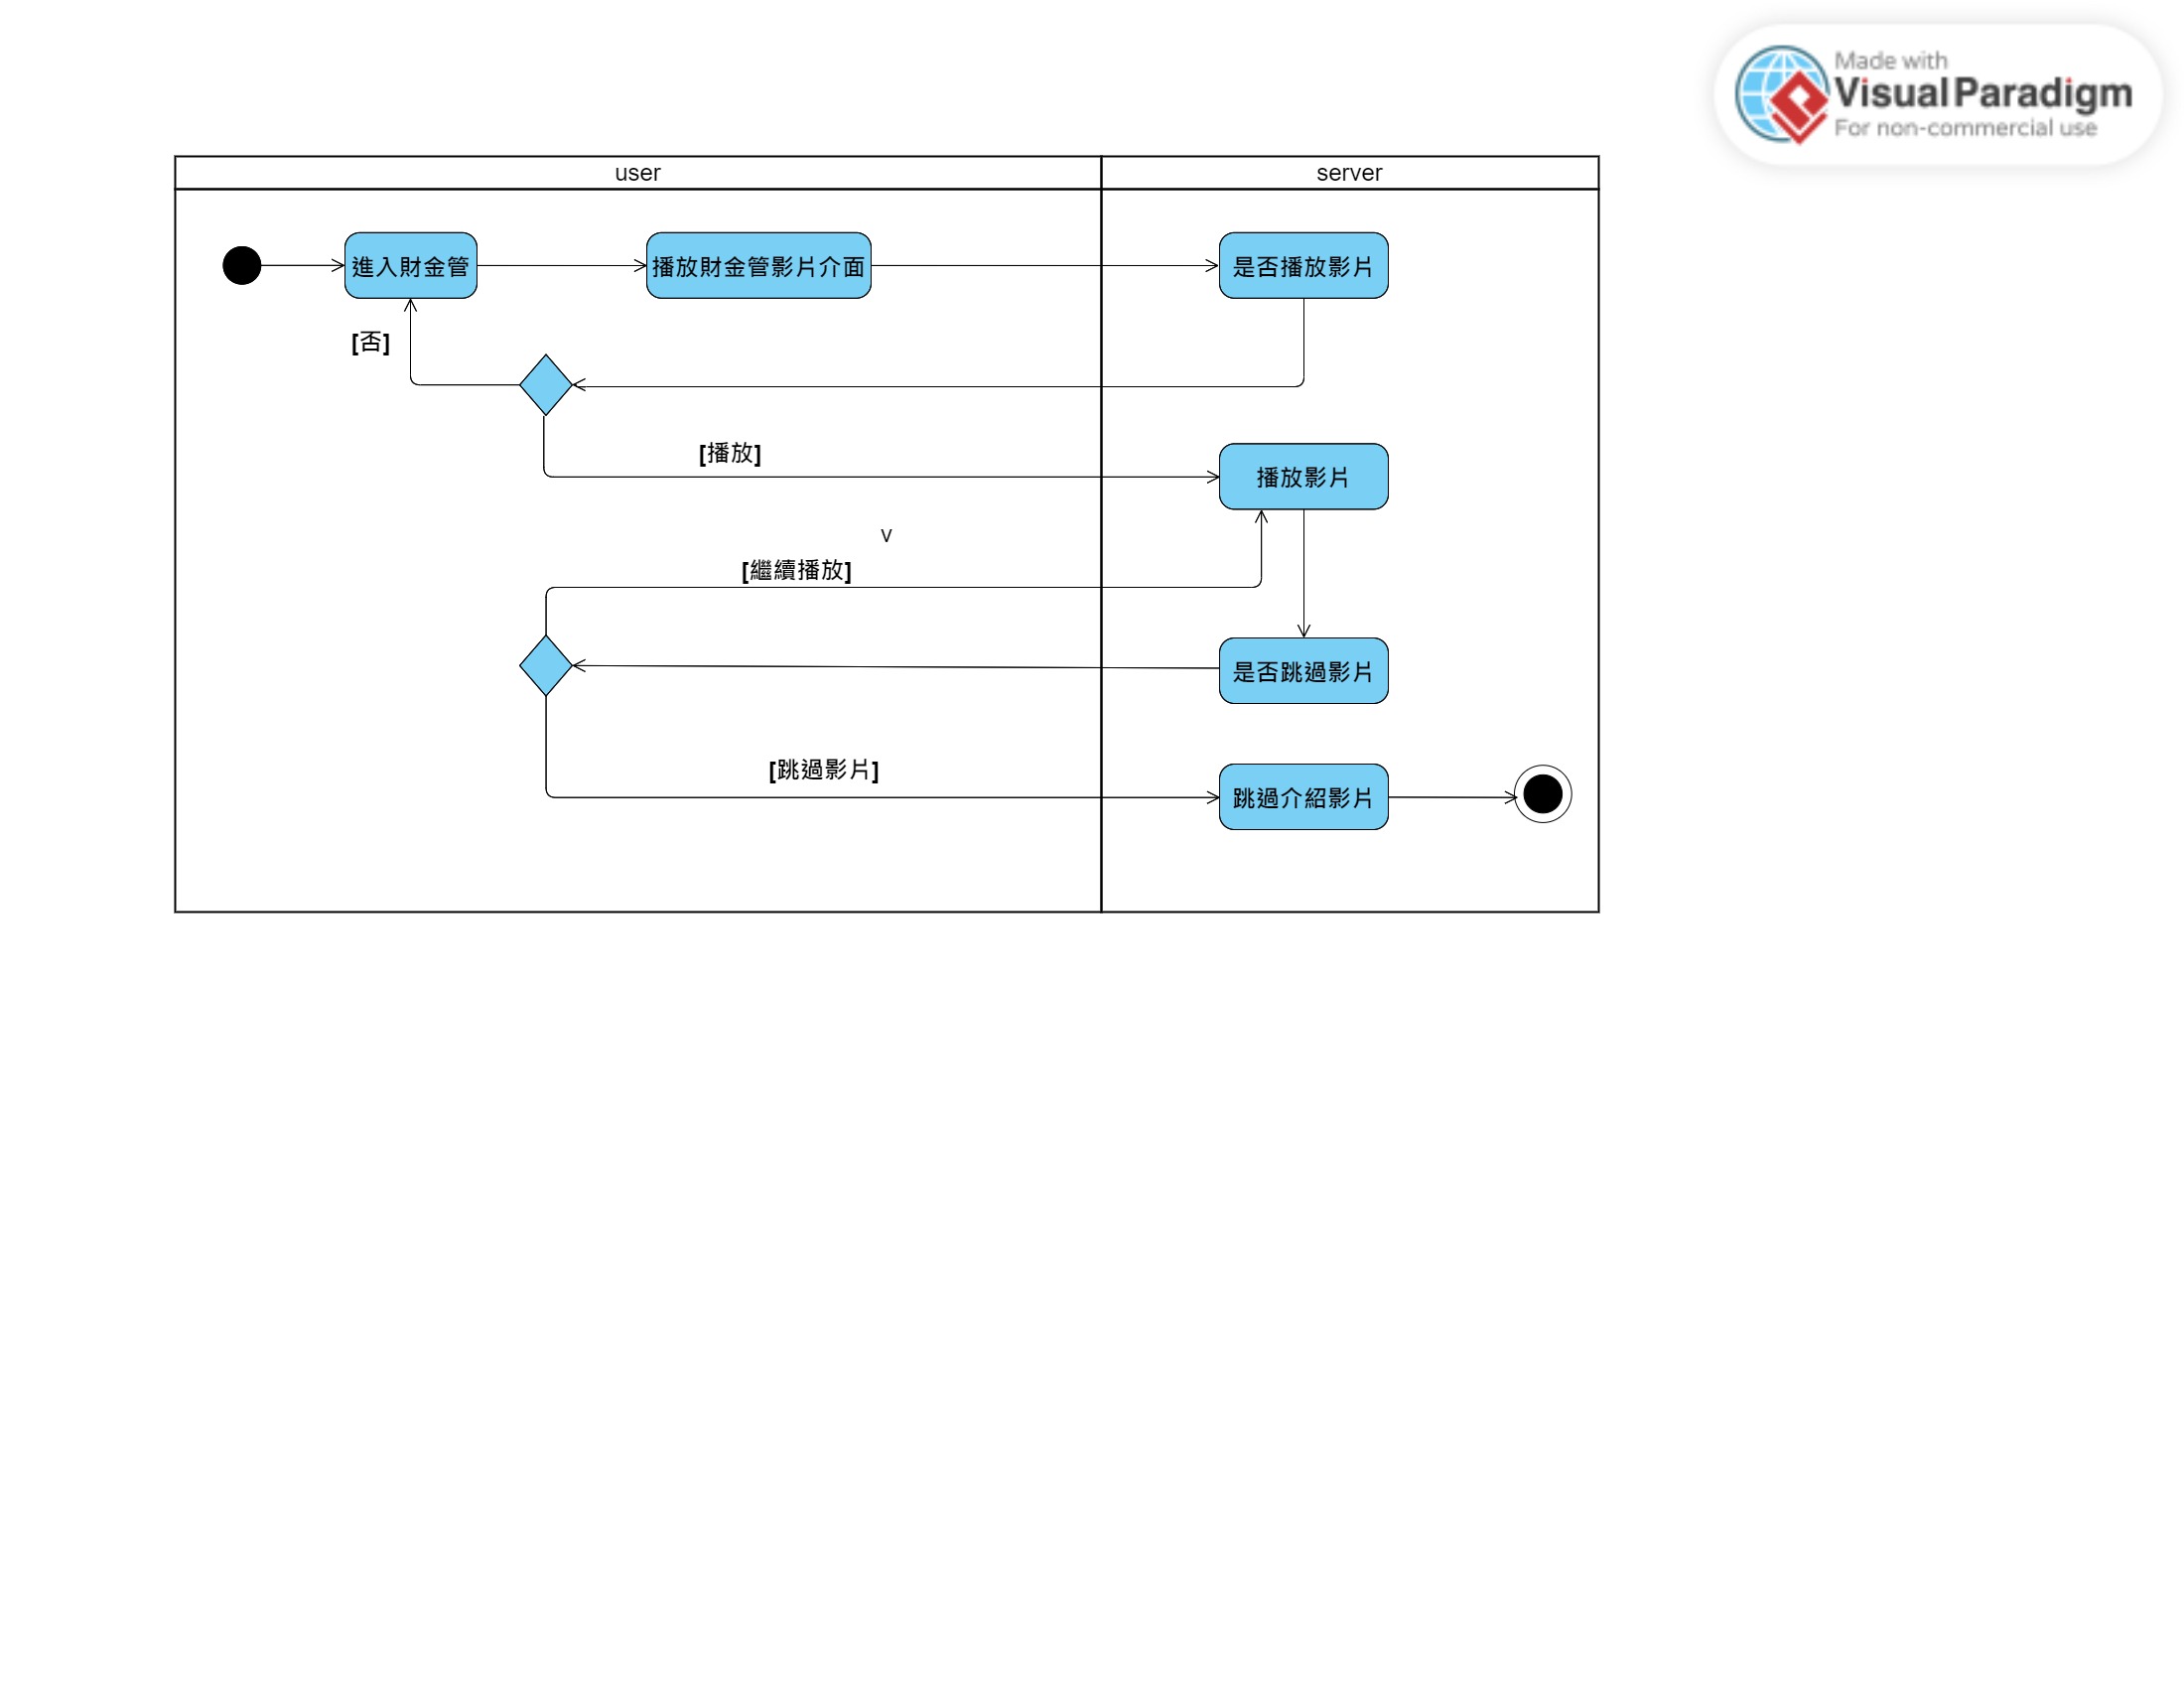 Made with
Visual Paradigm
For non-commercial use
user
server
進入財金管
播放財金管影片介面
是否播放影片
[否]
[播放]
播放影片
v
[繼續播放]
是否跳過影片
[跳過影片]
跳過介紹影片